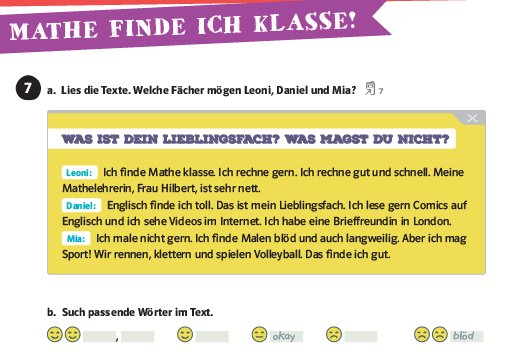 MATHE FINDE ICH KLASSE!
7 a. Lies die Texte. Welche Fächer mögen Leoni, Daniel und Mia? 7
WAS IST DEIN LIEBLINGSFACH? WAS MAGST DU NICHT?
Leoni: Ich finde Mathe klasse. Ich rechne gern. Ich rechne gut und schnell. Meine
Mathelehrerin, Frau Hilbert, ist sehr nett.
Daniel: Englisch finde ich toll. Das ist mein Lieblingsfach. Ich lese gern Comics auf
Englisch und ich sehe Videos im Internet. Ich habe eine Brieffreundin in London.
Mia: Ich male nicht gern. Ich finde Malen blöd und auch langweilig. Aber ich mag
Sport! Wir rennen, klettern und spielen Volleyball. Das finde ich gut.
b. Such passende Wörter im Text.
, okay blöd